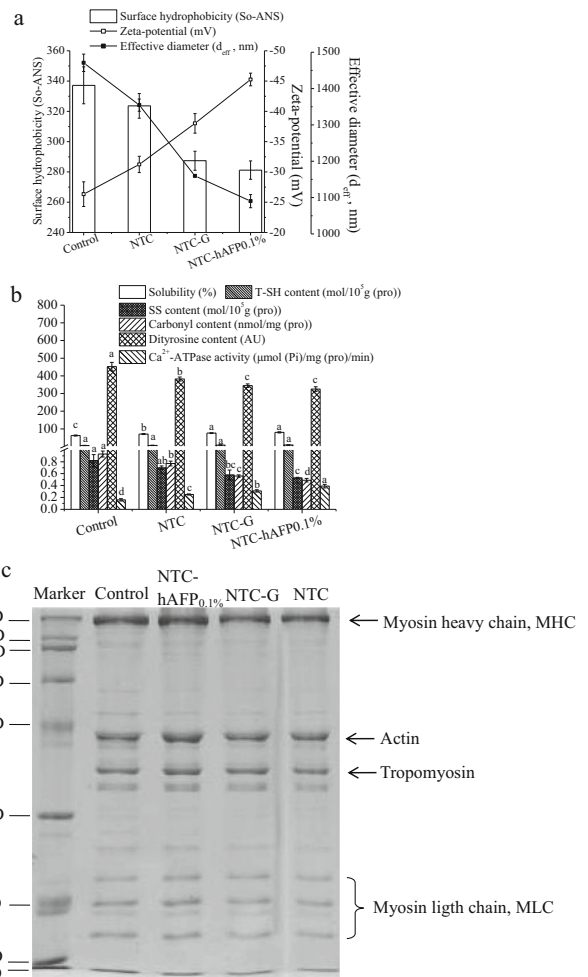 a
Surface hydrophobicity (So-ANS)
Zeta-potential (mV)
Effective diameter (d eff , nm)
360
340
320
300
280
260
240
Surface hydrophobicity (So-ANS)
-50
-45
-40
-35
-30
-25
-20
Zeta-potential (mV)
1500
1400
1300
1200
1100
1000
Effective diameter (d eff , nm)
Control
NTC
NTC-G
NTC-hAFP0.1%
b
Solubility (%)
T-SH content (mol/10⁵g (pro))
SS content (mol/10⁵g (pro))
Carbonyl content (nmol/mg (pro))
Dityrosine content (AU)
Ca²⁺-ATPase activity (μmol (Pi)/mg (pro)/min)
800
700
600
500
400
300
200
100
0.8
0.6
0.4
0.2
0.0
c a a a a d
b a ab b b c
a a bc c c b
a a c d c a
Control
NTC
NTC-G
NTC-hAFP0.1%
c
Marker Control NTC-hAFP0.1% NTC-G NTC
Myosin heavy chain, MHC
Actin
Tropomyosin
Myosin ligth chain, MLC